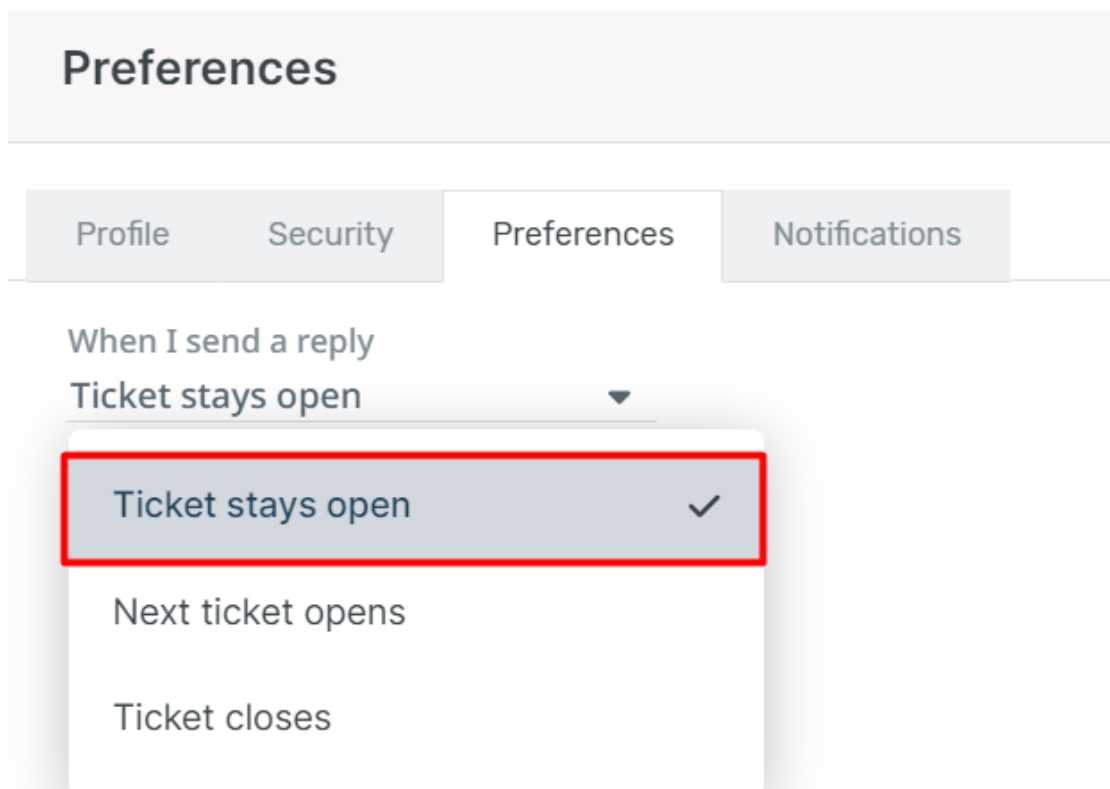 Preferences
Profile Security Preferences Notifications
When I send a reply
Ticket stays open
Ticket stays open
Next ticket opens
Ticket closes